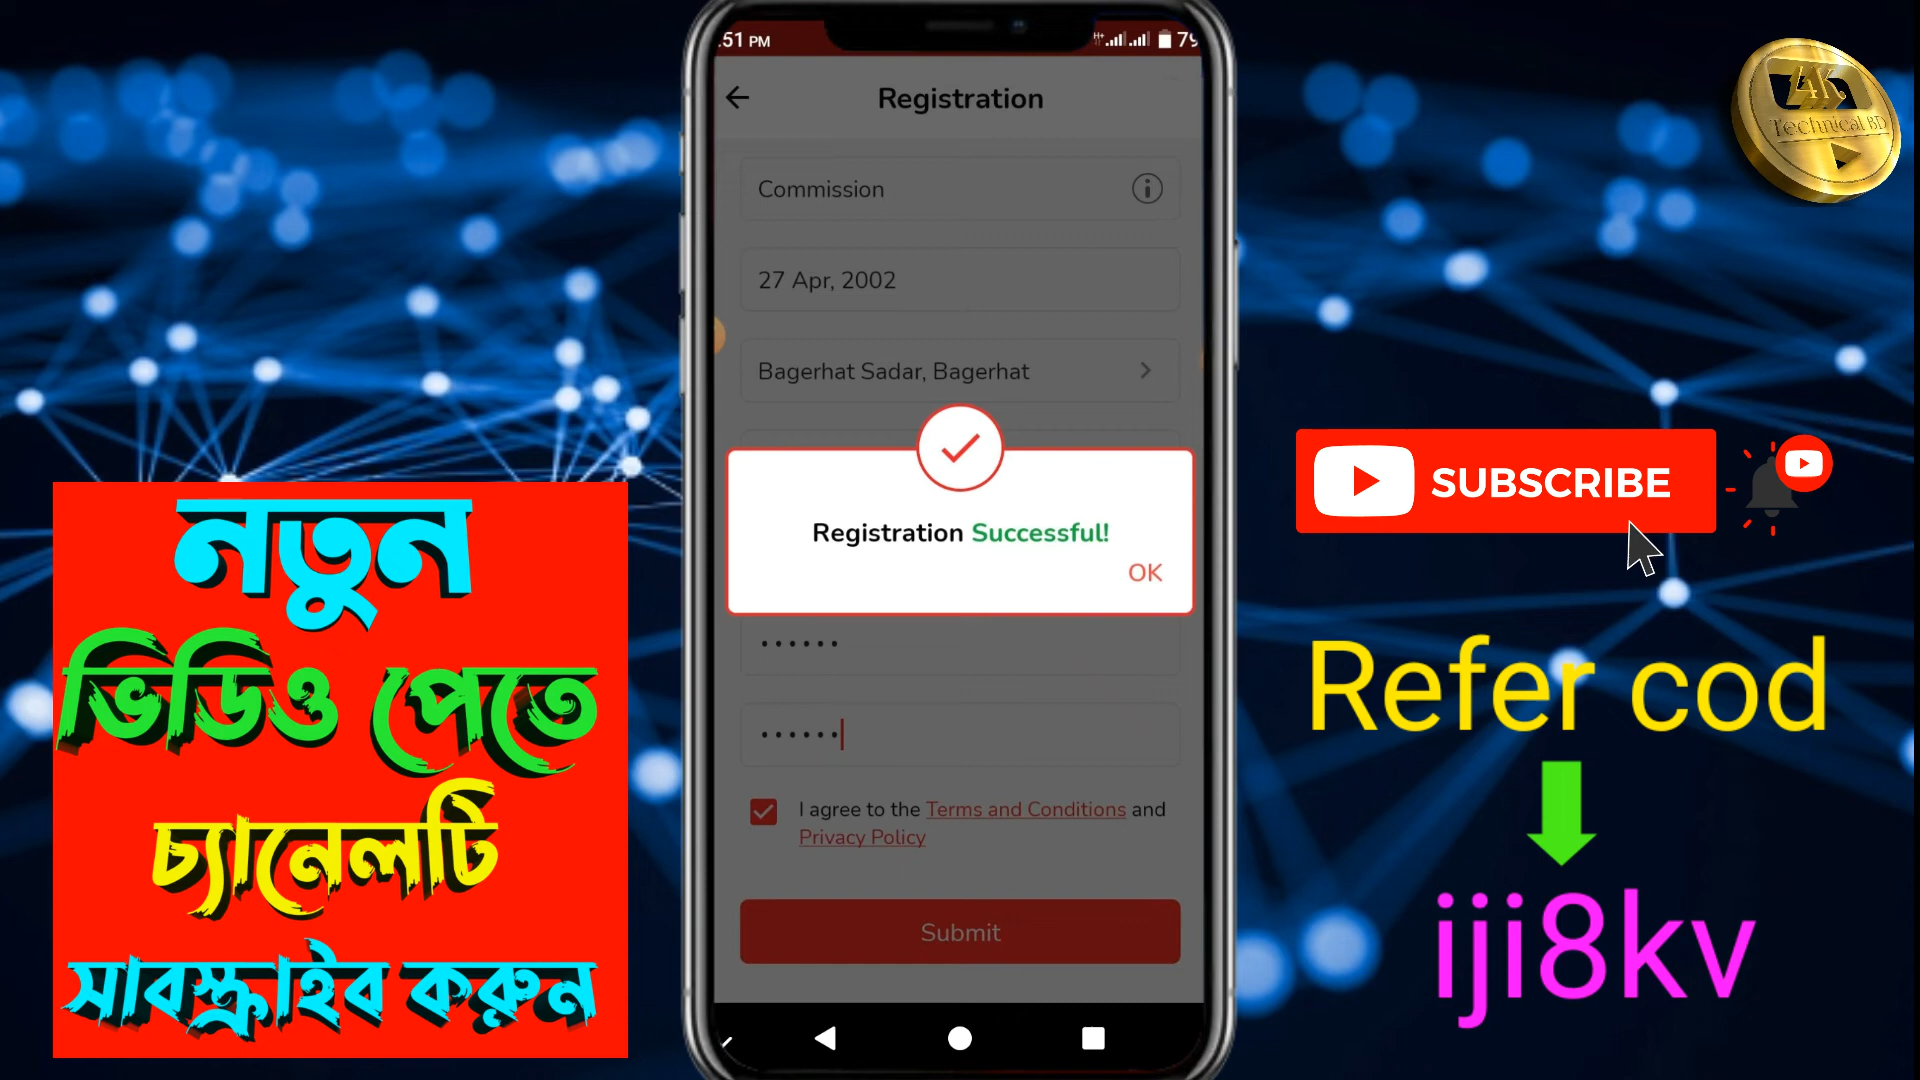 :51 PM
H+
79
Registration
Commission
27 Apr, 2002
Bagerhat Sadar, Bagerhat
Registration Successful!
OK
••••••
••••••
I agree to the Terms and Conditions and
Privacy Policy
Submit
নতুন
ভিডিও পেতে
চ্যানেলটি
সাবস্ক্রাইব করুন
4K
Technical BD
SUBSCRIBE
Refer cod
iji8kv